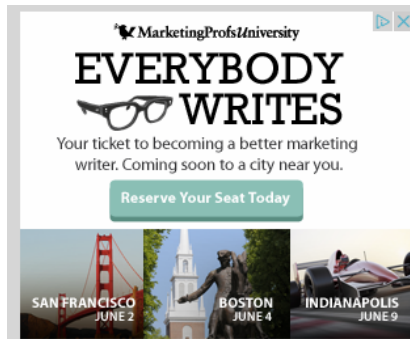 MarketingProfsUniversity
EVERYBODY
WRITES
Your ticket to becoming a better marketing
writer. Coming soon to a city near you.
Reserve Your Seat Today
SAN FRANCISCO
JUNE 2
BOSTON
JUNE 4
INDIANAPOLIS
JUNE 9